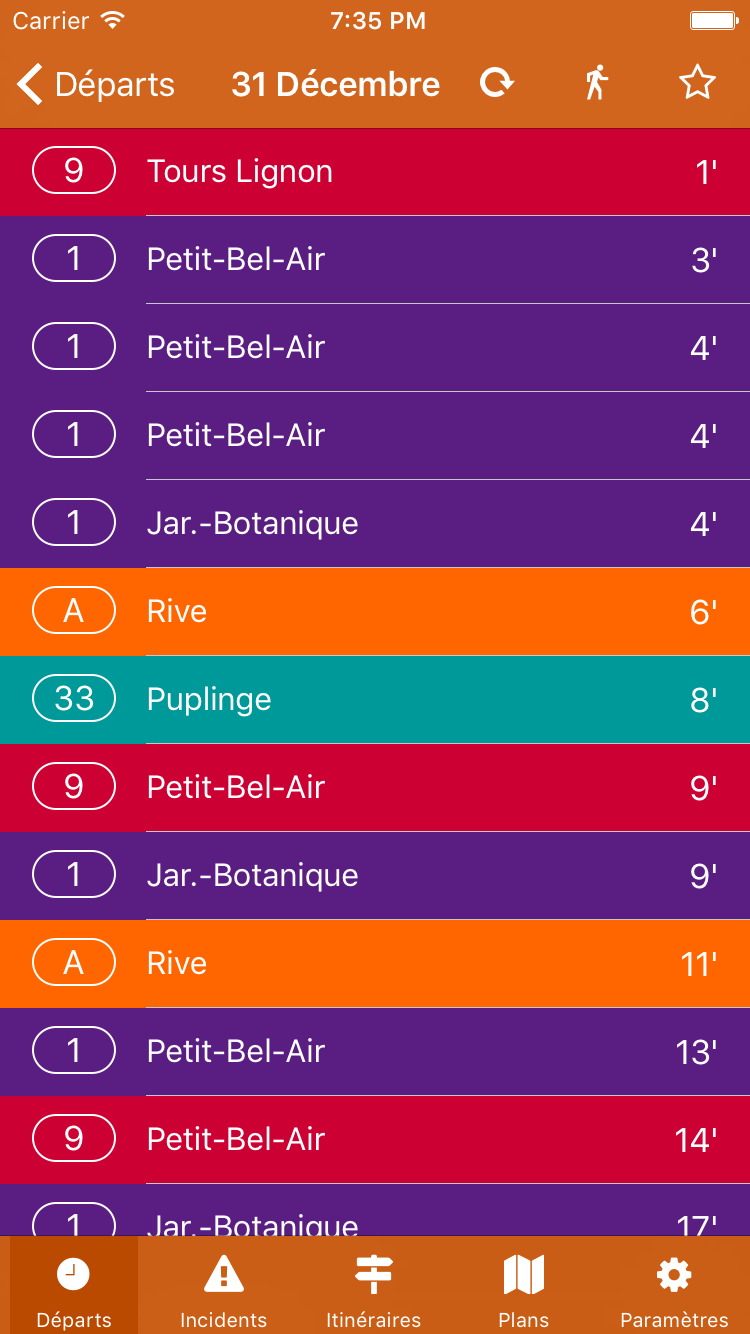 Carrier 7:35 PM
Départs 31 Décembre
9 Tours Lignon 1'
1 Petit-Bel-Air 3'
1 Petit-Bel-Air 4'
1 Petit-Bel-Air 4'
1 Jar.-Botanique 4'
A Rive 6'
33 Puplinge 8'
9 Petit-Bel-Air 9'
1 Jar.-Botanique 9'
A Rive 11'
1 Petit-Bel-Air 13'
9 Petit-Bel-Air 14'
1 Jar.-Botanique 17'
Départs Incidents Itinéraires Plans Paramètres